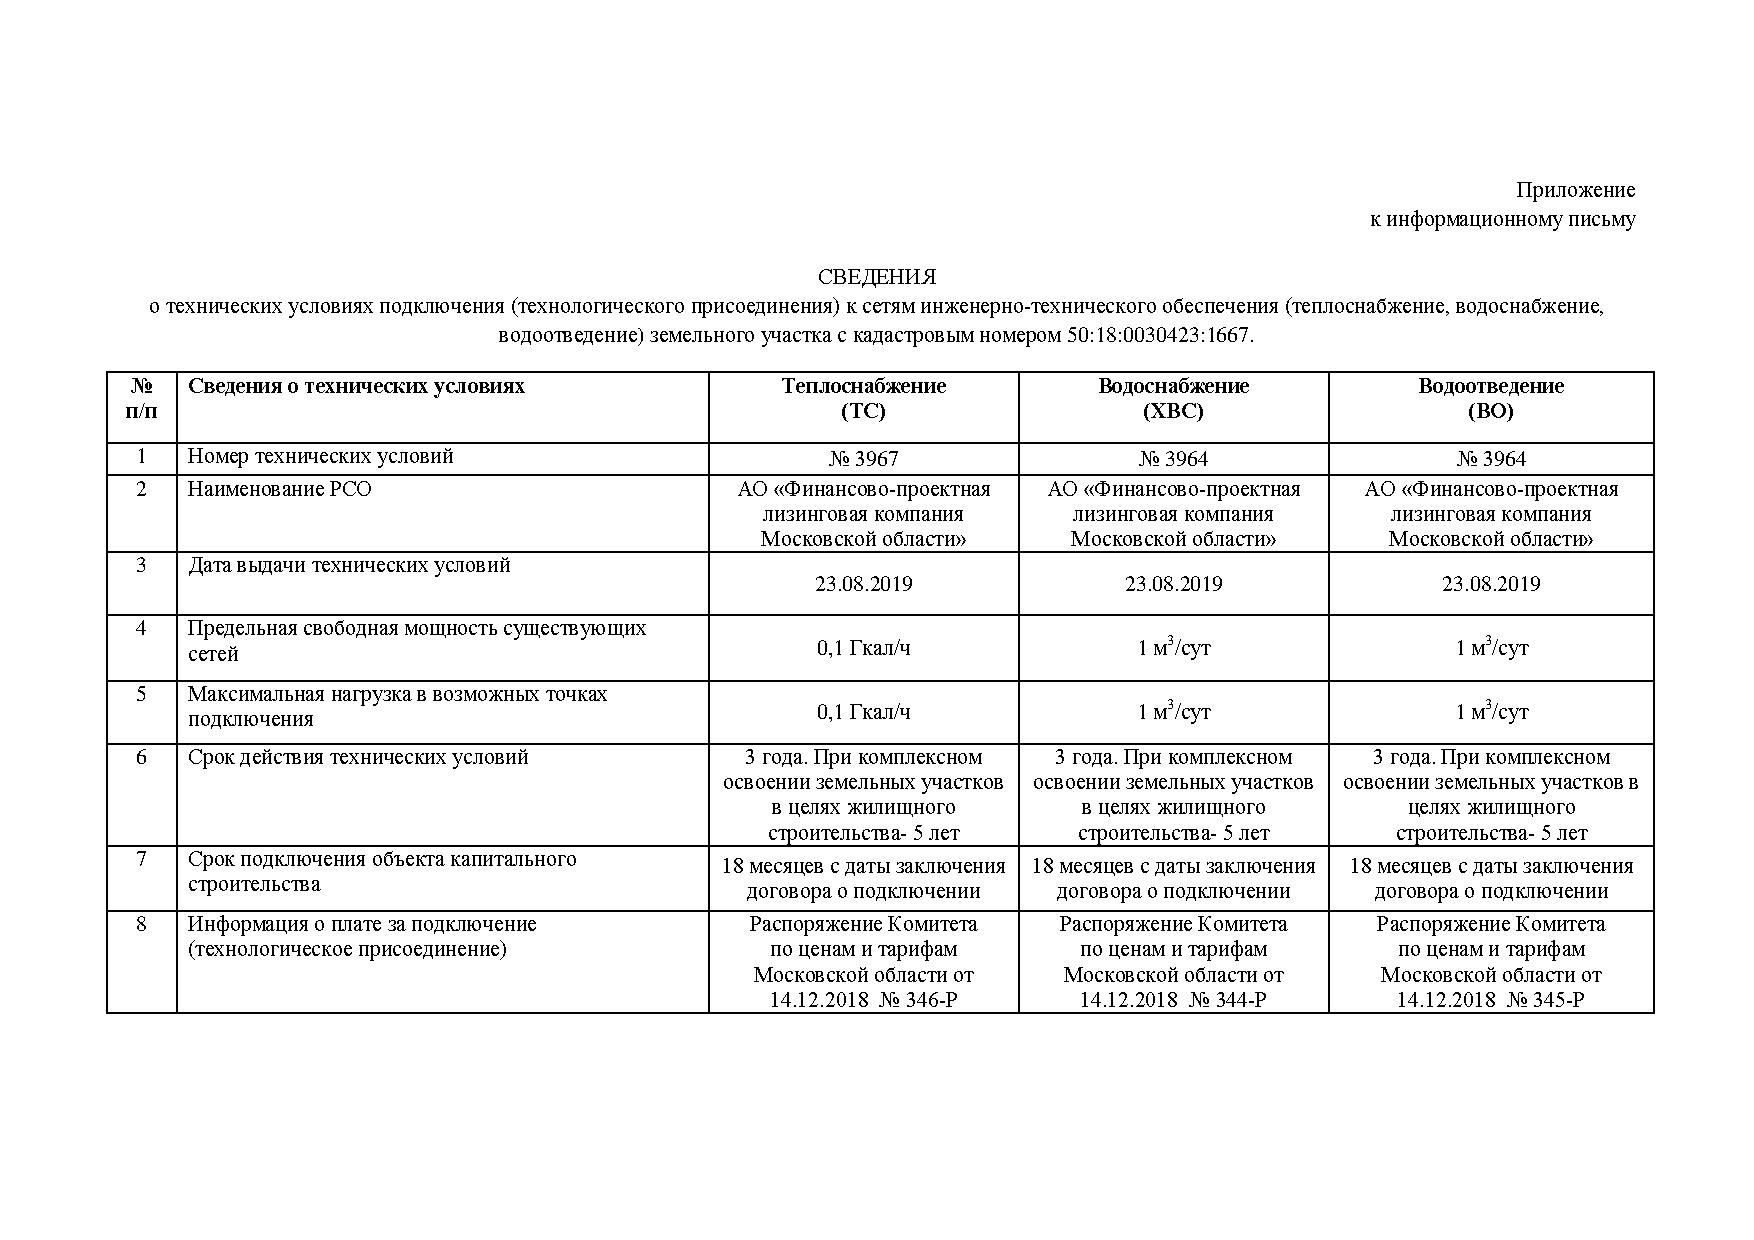 Приложение
к информационному письму
СВЕДЕНИЯ
о технических условиях подключения (технологического присоединения) к сетям инженерно-технического обеспечения (теплоснабжение, водоснабжение,
водоотведение) земельного участка с кадастровым номером 50:18:0030423:1667.
№ п/п Сведения о технических условиях Теплоснабжение (ТС) Водоснабжение (ХВС) Водоотведение (ВО)
1 Номер технических условий № 3967 № 3964 № 3964
2 Наименование РСО АО «Финансово-проектная АО «Финансово-проектная АО «Финансово-проектная
лизинговая компания лизинговая компания лизинговая компания
Московской области» Московской области» Московской области»
3 Дата выдачи технических условий 23.08.2019 23.08.2019 23.08.2019
4 Предельная свободная мощность существующих
сетей 0,1 Гкал/ч 1 м³/сут 1 м³/сут
5 Максимальная нагрузка в возможных точках
подключения 0,1 Гкал/ч 1 м³/сут 1 м³/сут
6 Срок действия технических условий 3 года. При комплексном 3 года. При комплексном 3 года. При комплексном
освоении земельных участков освоении земельных участков освоении земельных участков в
в целях жилищного в целях жилищного целях жилищного
строительства- 5 лет строительства- 5 лет строительства- 5 лет
7 Срок подключения объекта капитального 18 месяцев с даты заключения 18 месяцев с даты заключения 18 месяцев с даты заключения
строительства договора о подключении договора о подключении договора о подключении
8 Информация о плате за подключение Распоряжение Комитета Распоряжение Комитета Распоряжение Комитета
(технологическое присоединение) по ценам и тарифам по ценам и тарифам по ценам и тарифам
Московской области от Московской области от Московской области от
14.12.2018 № 346-Р 14.12.2018 № 344-Р 14.12.2018 № 345-Р